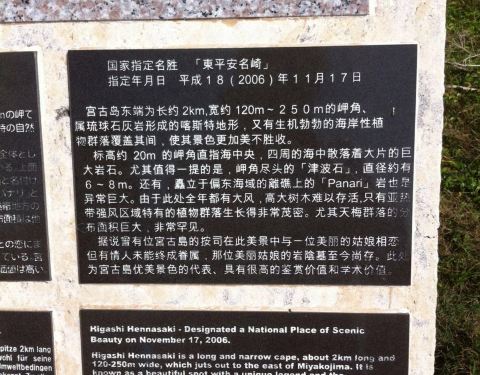 国家指定名胜 「東平安名崎」
指定年月日 平成18(2006)年11月17日
宫古岛东端为长约2km,宽约120m～250m的岬角、
属琉球石灰岩形成的喀斯特地形，又有生机勃勃的海岸性植
物群落覆盖其间，使其景色更加美不胜收。
标高约 20m 的岬角直指海中央，四周的海中散落着大片的巨
大岩石。尤其值得一提的是，岬角尽头的「津波石」，直径约有
6～8m。还有，矗立于偏东海域的離礁上的「Panari」岩也是
异常巨大。由于此处全年都有大风，高大树木难以存活,只有亚热
带强风区域特有的植物群落生长得非常茂密。尤其天梅群落的分
布面积巨大，非常罕见。
据说曾有位宫古島的按司在此美景中与一位美丽的姑娘相恋
但有情人未能终成眷属，那位美丽姑娘的岩陰墓至今尚存。此处
为宫古島优美景色的代表、具有很高的鉴赏价值和学术价值。
Higashi Hennasaki - Designated a National Place of Scenic
Beauty on November 17, 2006.
Higashi Hennasaki is a long and narrow cape, about 2km long and
120-250m wide, which juts out to the east of Miyakojima. It is
known as a beautiful spot with a unique legend and the